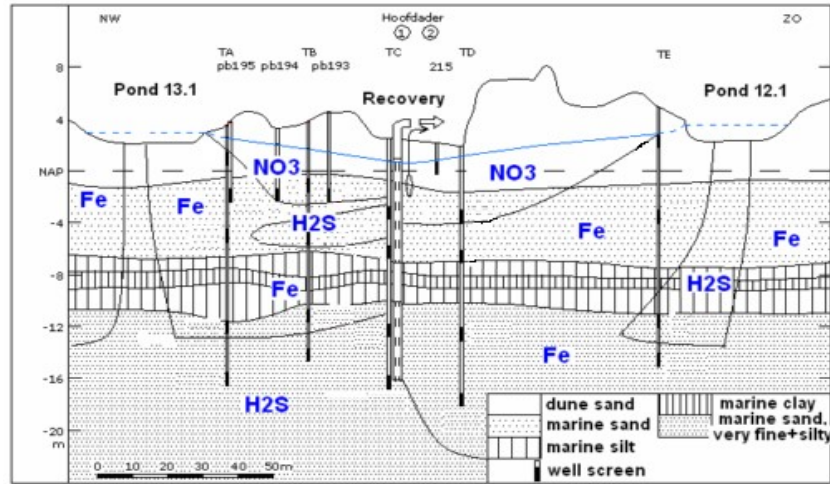 NW
Hoofdader
1 2
ZO
TA
TB
TC
TD
TE
pb195 pb194 pb193
215
8
Pond 13.1
Recovery
Pond 12.1
4
NO3
NO3
NAP
Fe
Fe
-4
H2S
Fe
Fe
-8
Fe
H2S
-12
Fe
-16
H2S
-20
m
dune sand
marine sand
marine silt
well screen
marine clay
marine sand.
very fine+silty
0 10 20 30 40 50m